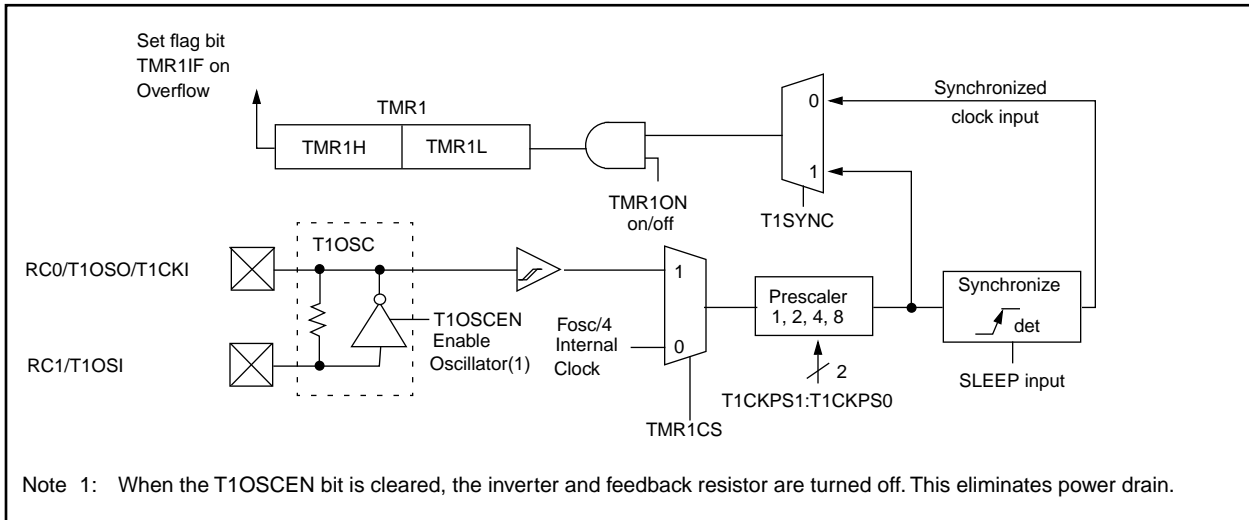 Set flag bit
TMR1IF on
Overflow
TMR1
TMR1H
TMR1L
TMR1ON
on/off
0
1
T1SYNC
Synchronized
clock input
RC0/T1OSO/T1CKI
RC1/T1OSI
T1OSC
T1OSCEN
Enable
Oscillator(1)
Fosc/4
Internal
Clock
1
0
TMR1CS
Prescaler
1, 2, 4, 8
2
T1CKPS1:T1CKPS0
Synchronize
det
SLEEP input
Note 1: When the T1OSCEN bit is cleared, the inverter and feedback resistor are turned off. This eliminates power drain.